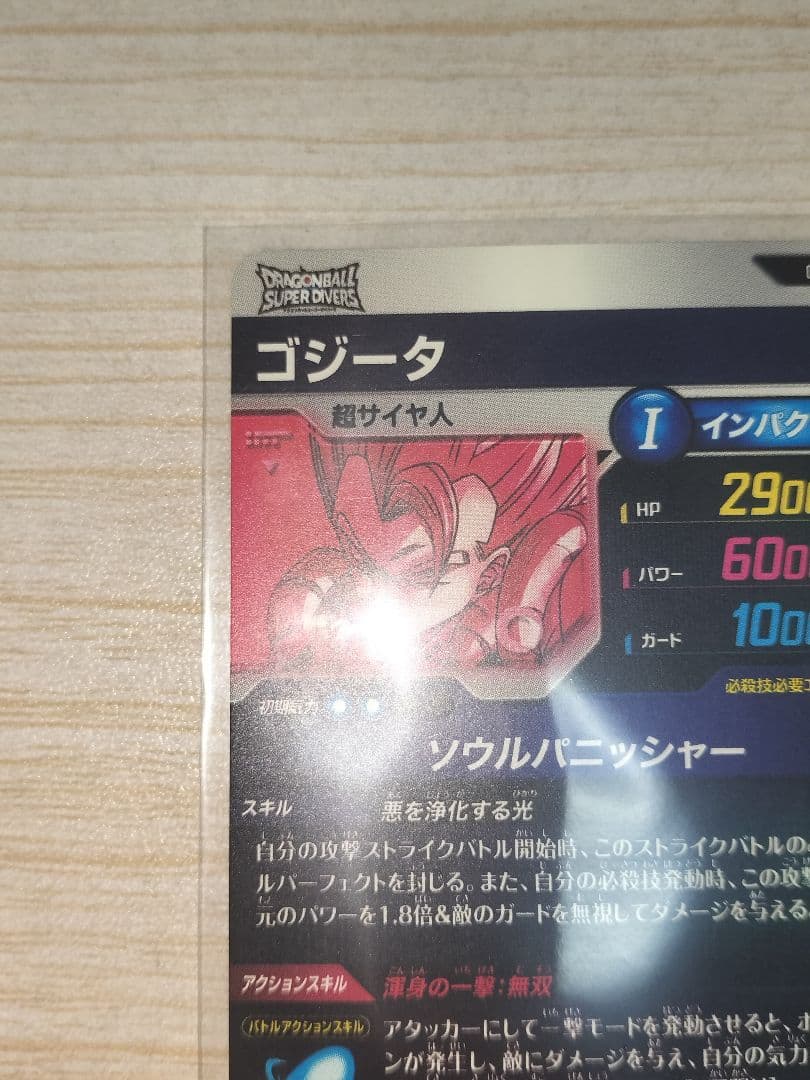 DRAGONBALL
SUPER DIVERS
ゴジータ
超サイヤ人
I インパク
HP 2900
パワー 600
ガード 100
必殺技必要
初期気力
ソウルパニッシャー
スキル 悪を浄化する光
自分の攻撃ストライクバトル開始時、このストライクバトルの
ルパーフェクトを封じる。また、自分の必殺技発動時、この攻撃
元のパワーを1.8倍&敵のガードを無視してダメージを与える
アクションスキル 渾身の一撃:無双
バトルアクションスキル アタッカーにして一撃モードを発動させると、ボ
ンが発生し、敵にダメージを与え、自分の気力